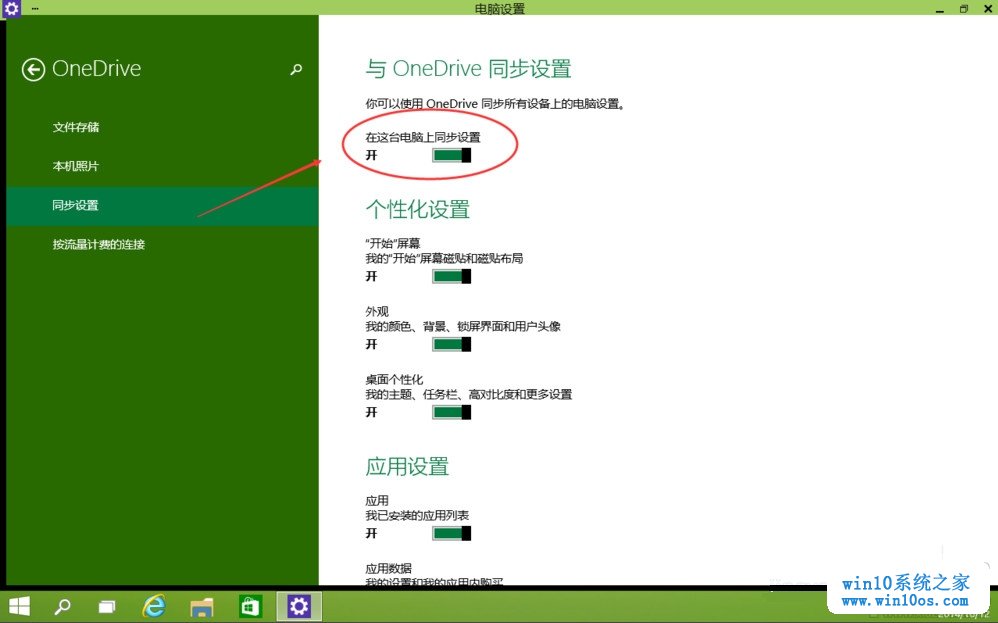 电脑设置
OneDrive
文件存储
本机照片
同步设置
按流量计费的连接
与 OneDrive 同步设置
你可以使用 OneDrive 同步所有设备上的电脑设置。
在这台电脑上同步设置
开
个性化设置
“开始”屏幕
我的“开始”屏幕磁贴和磁贴布局
开
外观
我的颜色、背景、锁屏界面和用户头像
开
桌面个性化
我的主题、任务栏、高对比度和更多设置
开
应用设置
应用
我已安装的应用列表
开
应用数据
我的设置和我的应用内购买
win10系统之家
www.win10os.com
2014/10/12